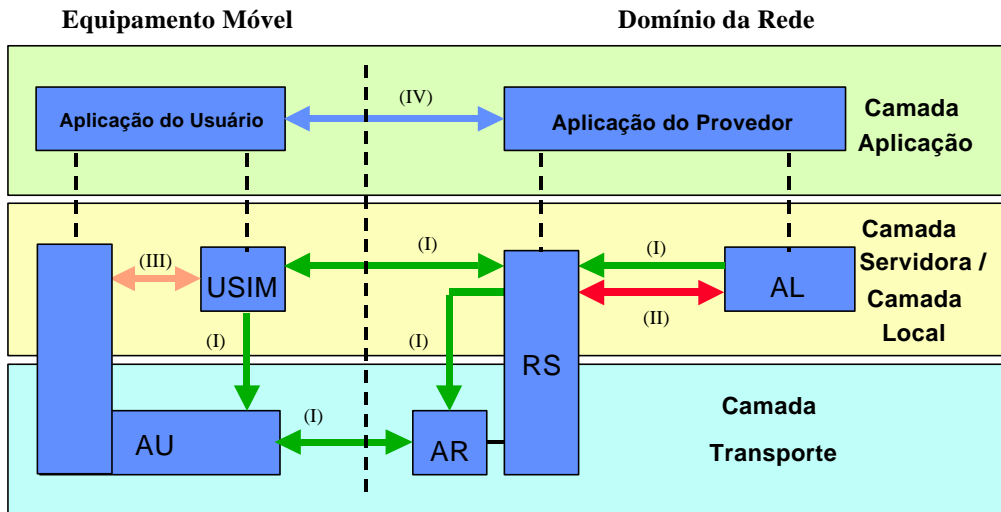 Equipamento Móvel
Domínio da Rede
(IV)
Aplicação do Usuário
Aplicação do Provedor
Camada
Aplicação
(III)
USIM
(I)
(I)
(II)
AL
Camada
Servidora /
Camada
Local
(I)
(I)
RS
(I)
AU
AR
Camada
Transporte